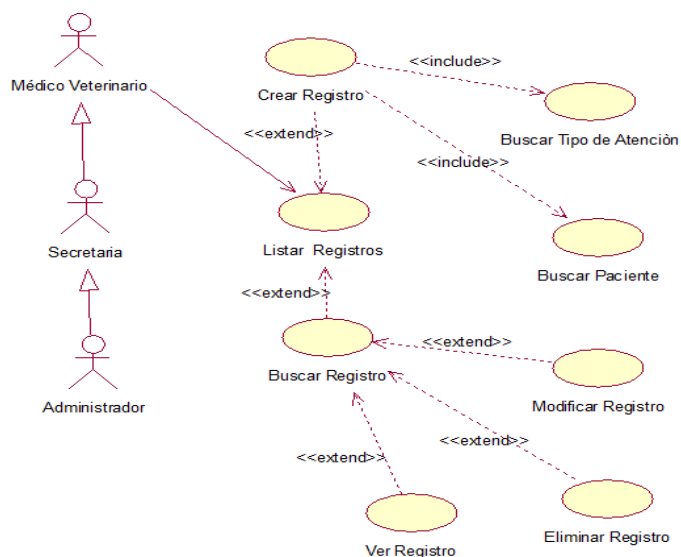 <<include>>
Médico Veterinario
Crear Registro
<<extend>>
Buscar Tipo de Atenciòn
<<include>>
Secretaria
Listar Registros
Buscar Paciente
<<extend>>
<<extend>>
Buscar Registro
Administrador
Modificar Registro
<<extend>>
<<extend>>
Eliminar Registro
Ver Registro